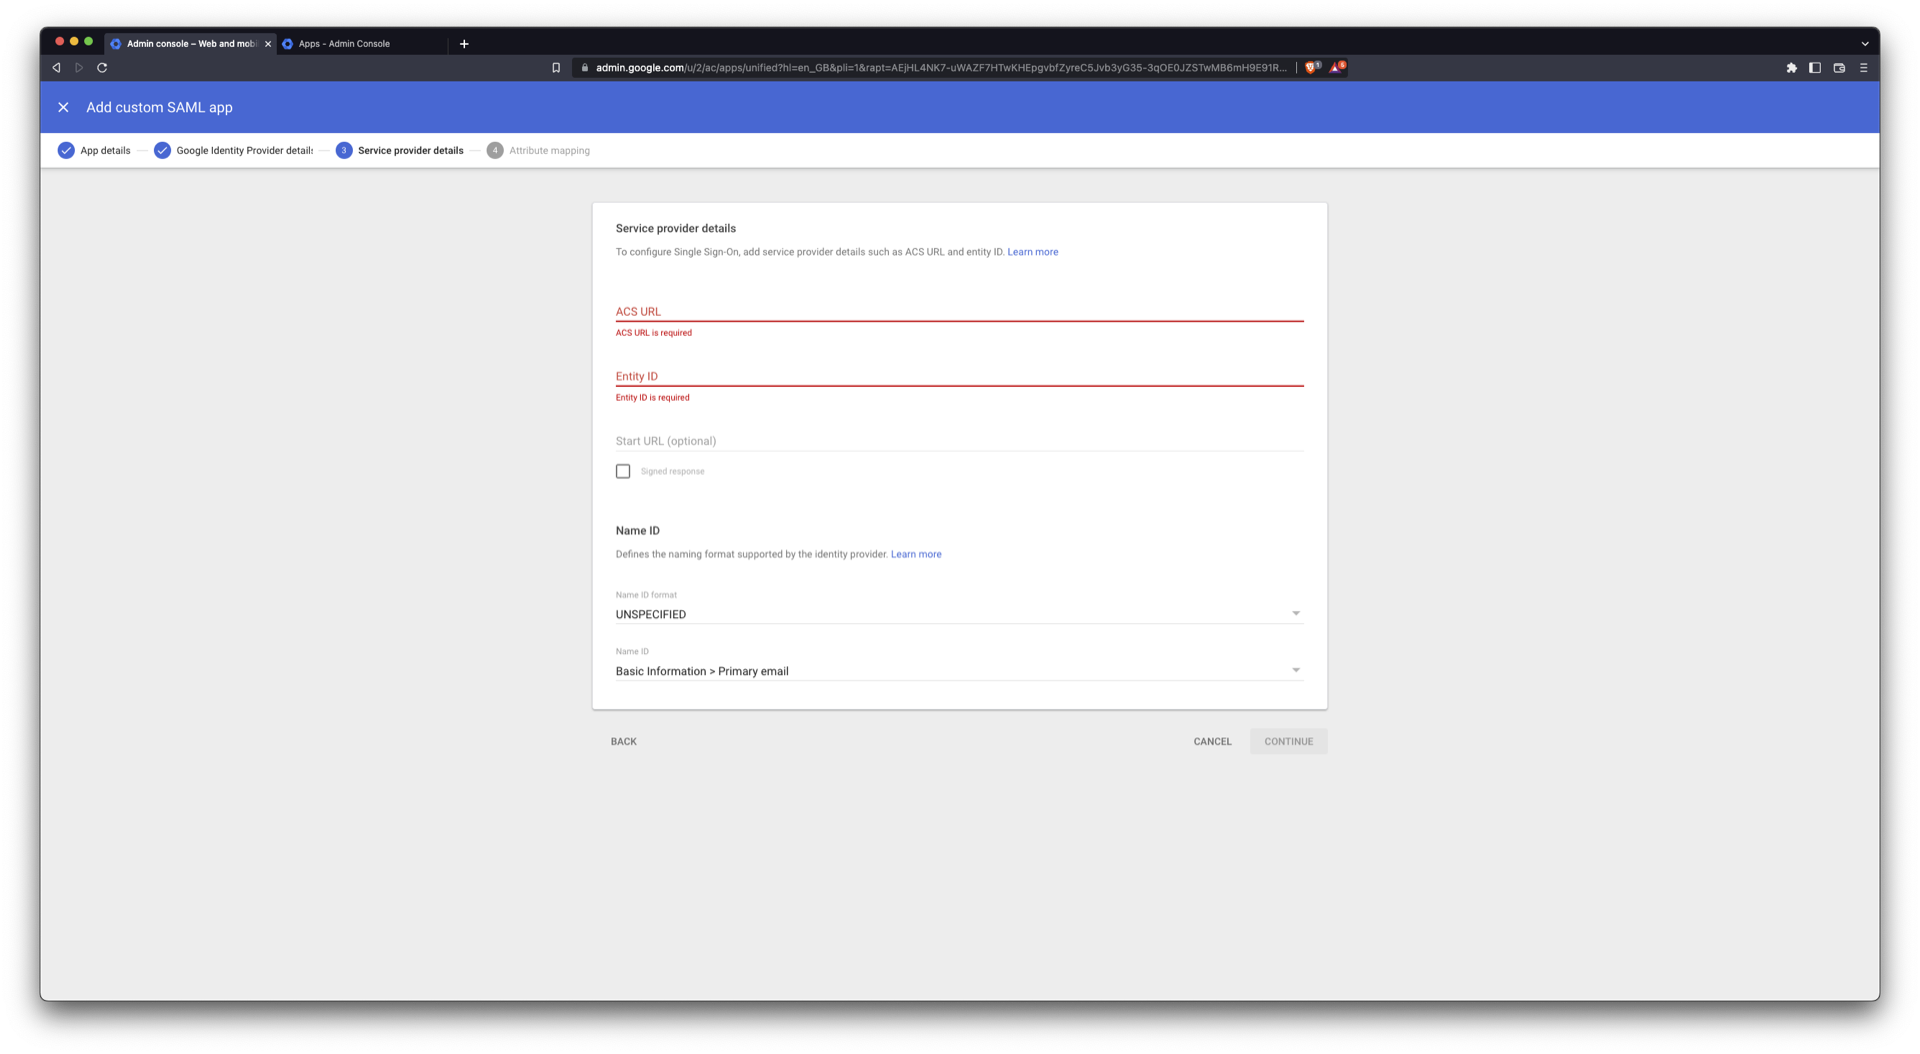 Admin console – Web and mobi
Apps - Admin Console
admin.google.com/u/2/ac/apps/unified?hl=en_GB&pli=1&rapt=AEjHL4NK7-uWAZF7HTwKHEpgvbfZyreC5Jvb3yG35-3qOE0JZSTwMB6mH9E91R...
1
5
Add custom SAML app
App details
Google Identity Provider details
3
Service provider details
4
Attribute mapping
Service provider details
To configure Single Sign-On, add service provider details such as ACS URL and entity ID. Learn more
ACS URL
ACS URL is required
Entity ID
Entity ID is required
Start URL (optional)
Signed response
Name ID
Defines the naming format supported by the identity provider. Learn more
Name ID format
UNSPECIFIED
Name ID
Basic Information > Primary email
BACK
CANCEL
CONTINUE